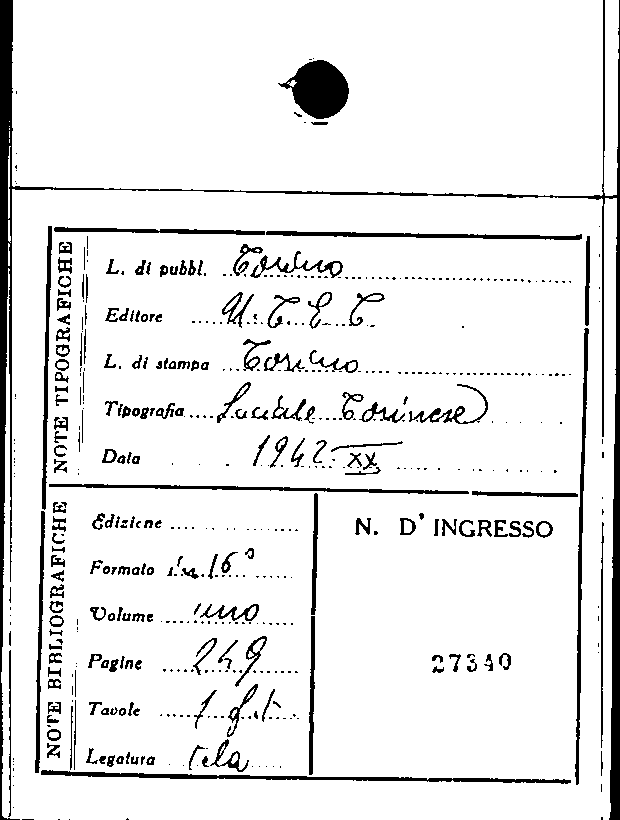 NOTE TIPOGRAFICHE
L. di pubbl. Torino
Editore U. T. E. T.
L. di stampa Torino
Tipografia Sociale Torinese
Data 1942-XX
NOTE BIBLIOGRAFICHE
Edizione
Formato in 16°
Volume uno
Pagine 249
Tavole 1 f.t.
Legatura tela
N. D' INGRESSO
27340